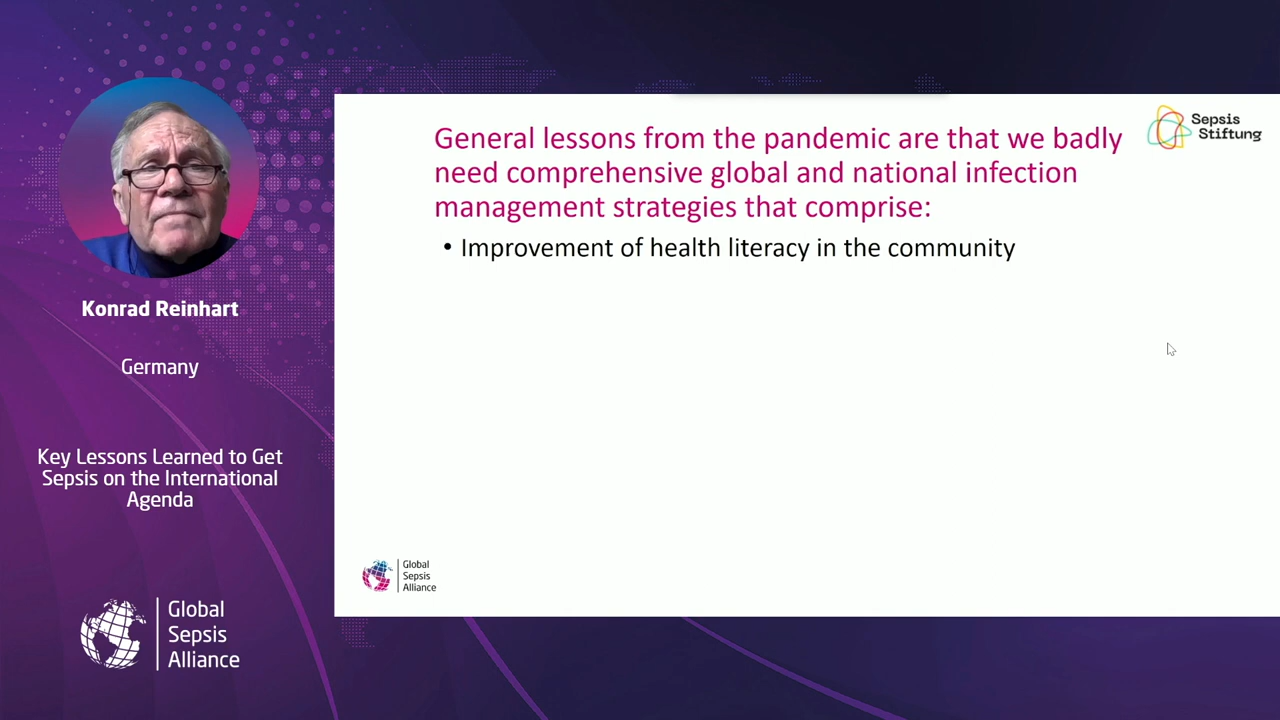 Konrad Reinhart
Germany
Key Lessons Learned to Get
Sepsis on the International
Agenda
Global
Sepsis
Alliance
General lessons from the pandemic are that we badly
need comprehensive global and national infection
management strategies that comprise:
• Improvement of health literacy in the community
Sepsis
Stiftung
Global
Sepsis
Alliance